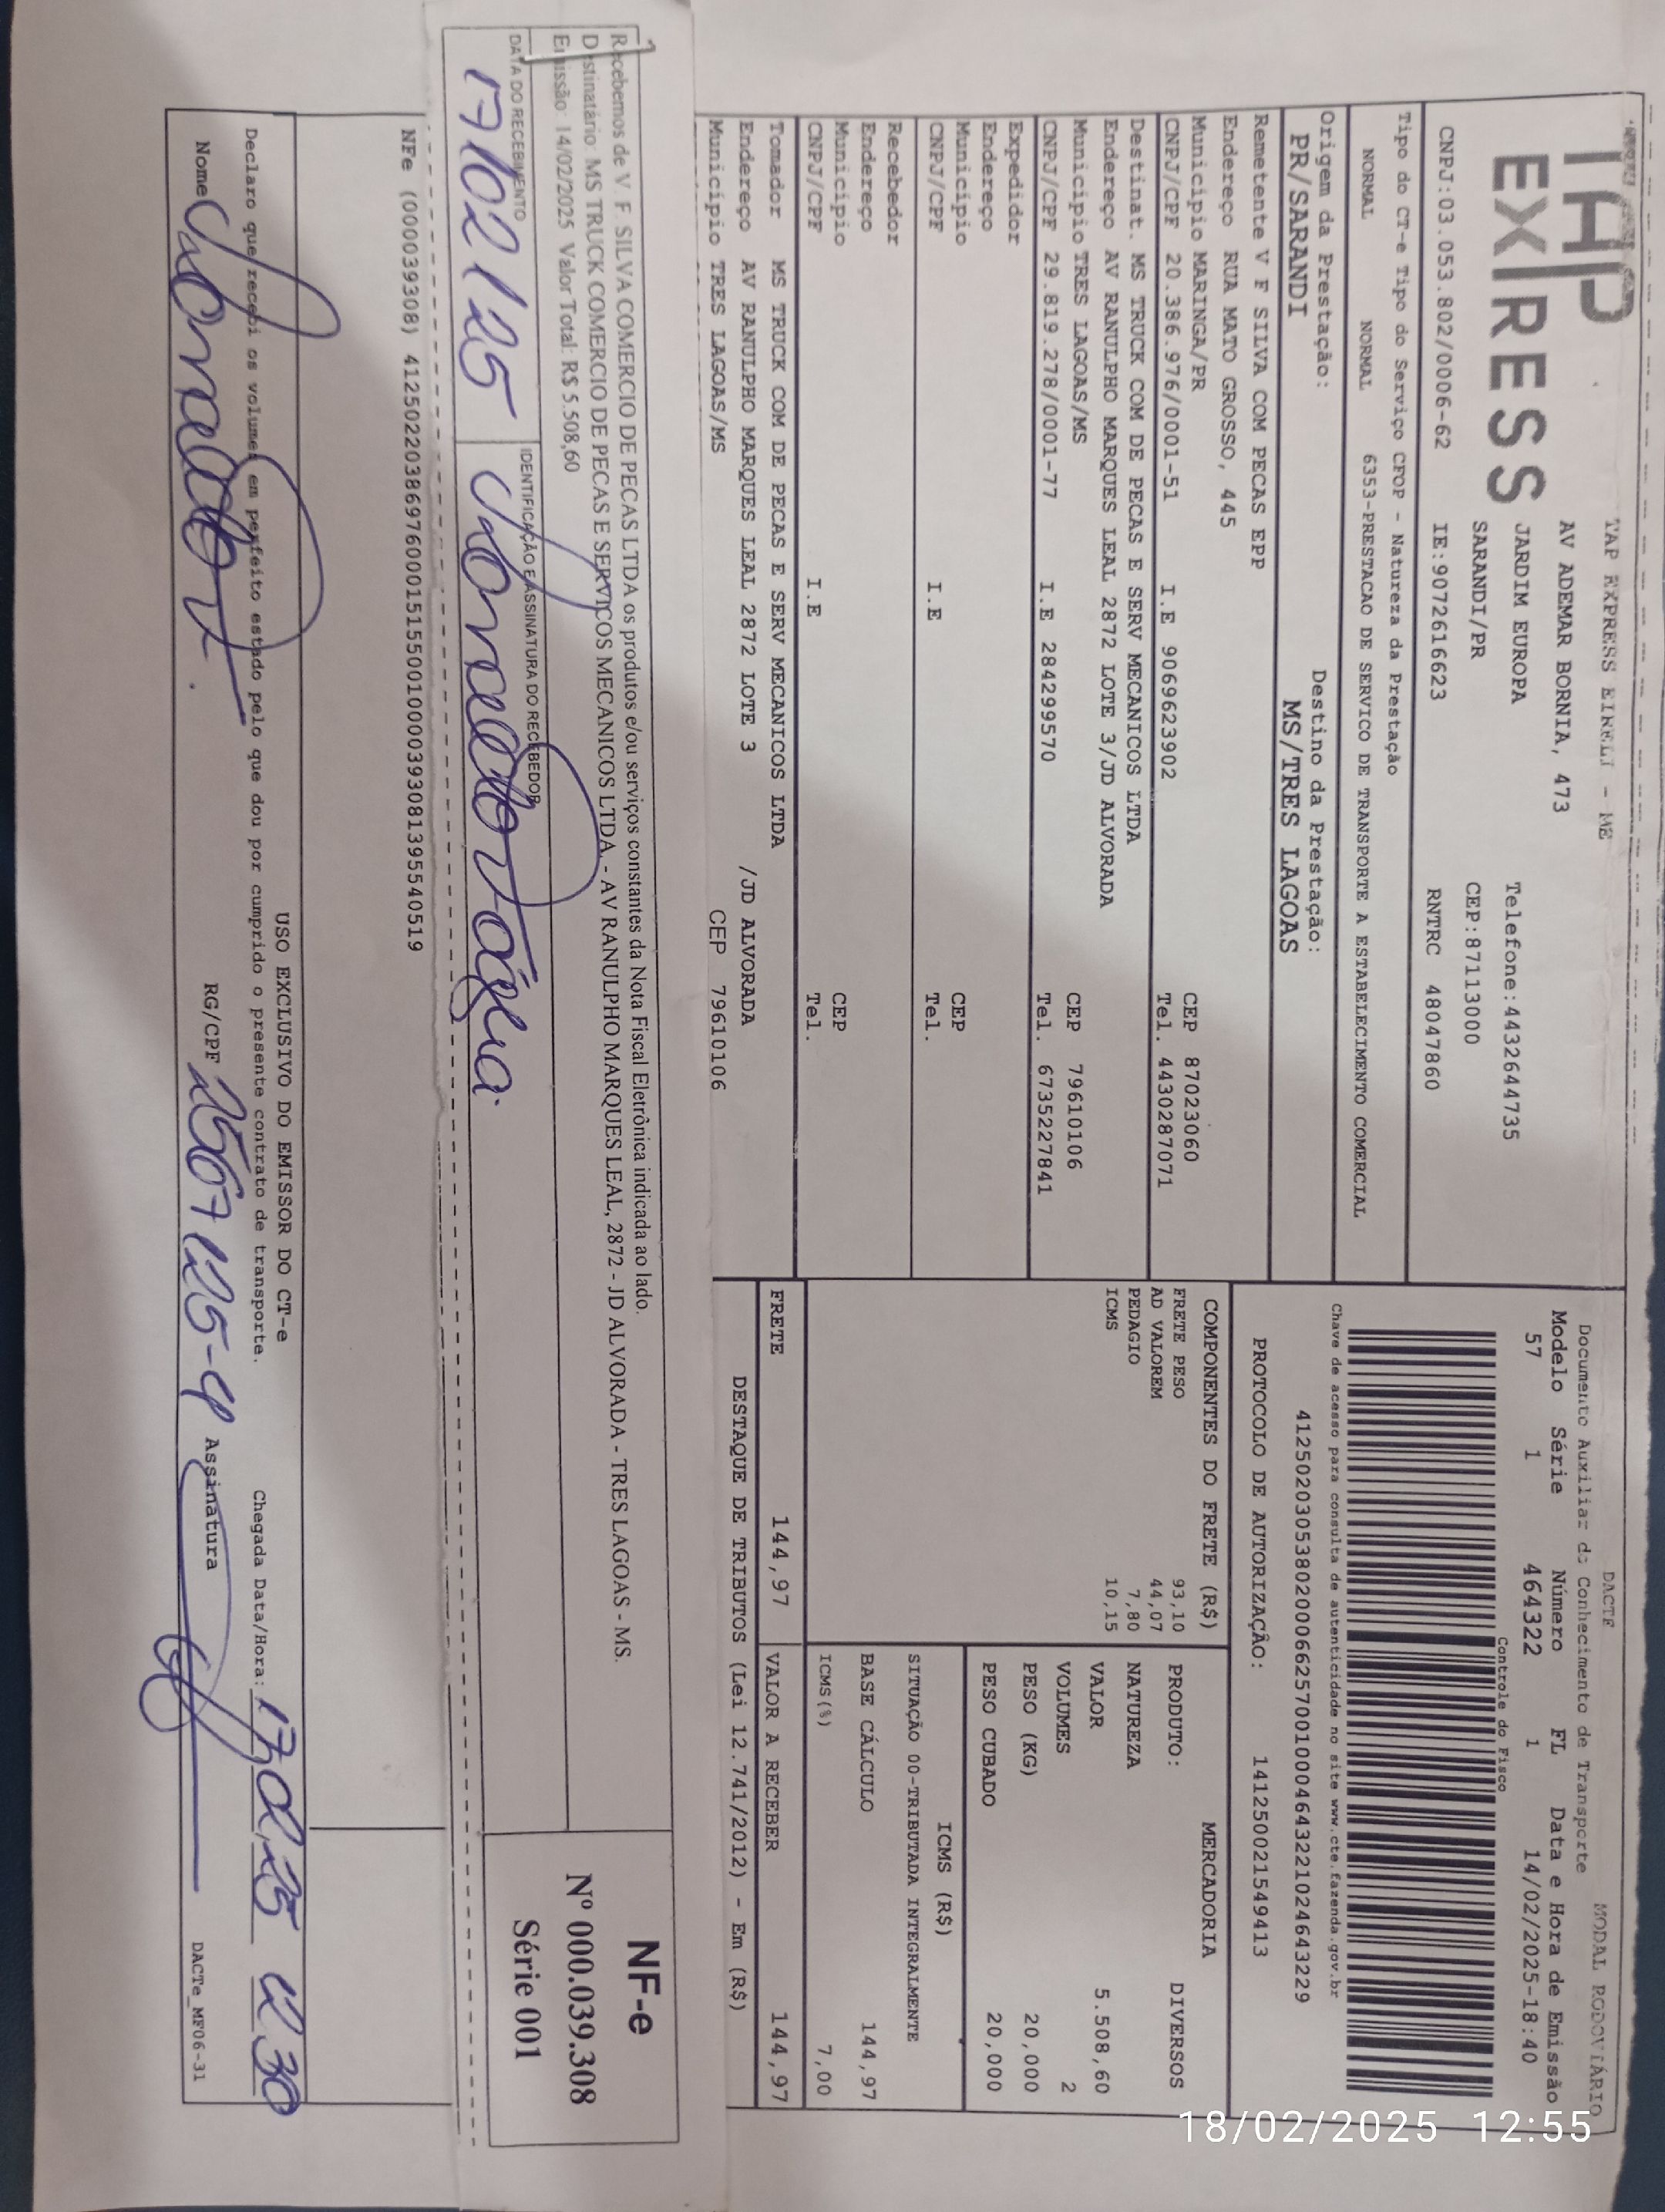 TAP
EXPRESS
TAP EXPRESS EIRELI - ME
AV ADEMAR BORNIA, 473
JARDIM EUROPA Telefone:4432644735
SARANDI/PR CEP:87113000
CNPJ:03.053.802/0006-62 IE:9072616623 RNTRC 48047860
DACTE MODAL RODOVIÁRIO
Documento Auxiliar de Conhecimento de Transporte
Modelo Série Número FL Data e Hora de Emissão
57 1 464322 1 14/02/2025-18:40
Controle do Fisco
Chave de acesso para consulta de autenticidade no site www.cte.fazenda.gov.br
41250203053802000662570010004643221024643229
PROTOCOLO DE AUTORIZAÇÃO: 141250021549413
Tipo do CT-e Tipo do Serviço CFOP - Natureza da Prestação
NORMAL NORMAL 6353-PRESTACAO DE SERVICO DE TRANSPORTE A ESTABELECIMENTO COMERCIAL
Origem da Prestação: Destino da Prestação:
PR/SARANDI MS/TRES LAGOAS
Remetente V F SILVA COM PECAS EPP
Endereço RUA MATO GROSSO, 445
Municipio MARINGA/PR CEP 87023060
CNPJ/CPF 20.386.976/0001-51 I.E 9069623902 Tel. 4430287071
Destinat. MS TRUCK COM DE PECAS E SERV MECANICOS LTDA
Endereço AV RANULPHO MARQUES LEAL 2872 LOTE 3/JD ALVORADA
Municipio TRES LAGOAS/MS CEP 79610106
CNPJ/CPF 29.819.278/0001-77 I.E 284299570 Tel. 6735227841
Expedidor
Endereço
Municipio CEP
CNPJ/CPF I.E Tel.
Recebedor
Endereço
Municipio CEP
CNPJ/CPF I.E Tel.
Tomador MS TRUCK COM DE PECAS E SERV MECANICOS LTDA
Endereço AV RANULPHO MARQUES LEAL 2872 LOTE 3 /JD ALVORADA
Municipio TRES LAGOAS/MS CEP 79610106
COMPONENTES DO FRETE (R$)
FRETE PESO 93,10
AD VALOREM 44,07
PEDAGIO 7,80
ICMS 10,15
MERCADORIA
PRODUTO: DIVERSOS
NATUREZA
VALOR 5.508,60
VOLUMES 2
PESO (KG) 20,000
PESO CUBADO 20,000
ICMS (R$)
SITUAÇÃO 00-TRIBUTADA INTEGRALMENTE
BASE CÁLCULO 144,97
ICMS(%) 7,00
FRETE 144,97 VALOR A RECEBER 144,97
DESTAQUE DE TRIBUTOS (Lei 12.741/2012) - Em (R$)
Recebemos de V. F. SILVA COMERCIO DE PECAS LTDA os produtos e/ou serviços constantes da Nota Fiscal Eletrônica indicada ao lado.
Destinatário: MS TRUCK COMERCIO DE PECAS E SERVICOS MECANICOS LTDA. - AV RANULPHO MARQUES LEAL, 2872 - JD ALVORADA - TRES LAGOAS - MS.
Emissão: 14/02/2025 Valor Total: R$ 5.508,60
DATA DO RECEBIMENTO IDENTIFICAÇÃO E ASSINATURA DO RECEBEDOR
17/02/25
NF-e
Nº 000.039.308
Série 001
NFe (000039308) 41250220386976000151550010000393081395540519
USO EXCLUSIVO DO EMISSOR DO CT-e
Declaro que recebi os volumes em perfeito estado pelo que dou por cumprido o presente contrato de transporte. Chegada Data/Hora:
Nome RG/CPF Assinatura
DACTe_MF06-31
18/02/2025 12:55